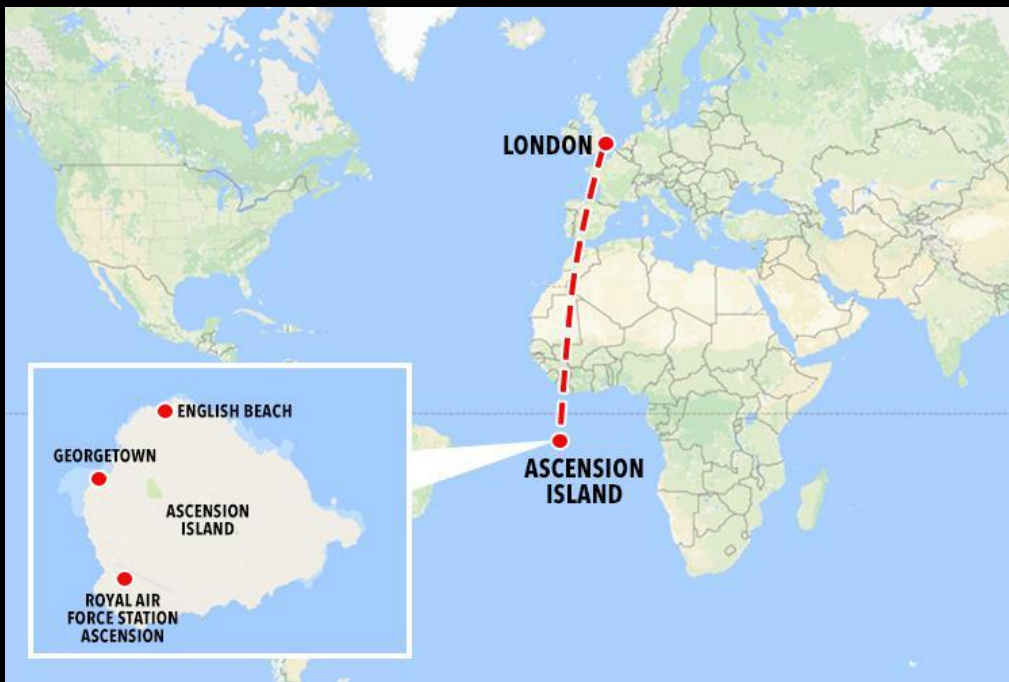 LONDON
ASCENSION
ISLAND
ENGLISH BEACH
GEORGETOWN
ASCENSION
ISLAND
ROYAL AIR
FORCE STATION
ASCENSION